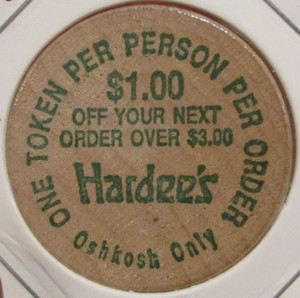 ONE TOKEN PER PERSON PER ORDER
$1.00
OFF YOUR NEXT
ORDER OVER $3.00
Hardee's
Oshkosh Only